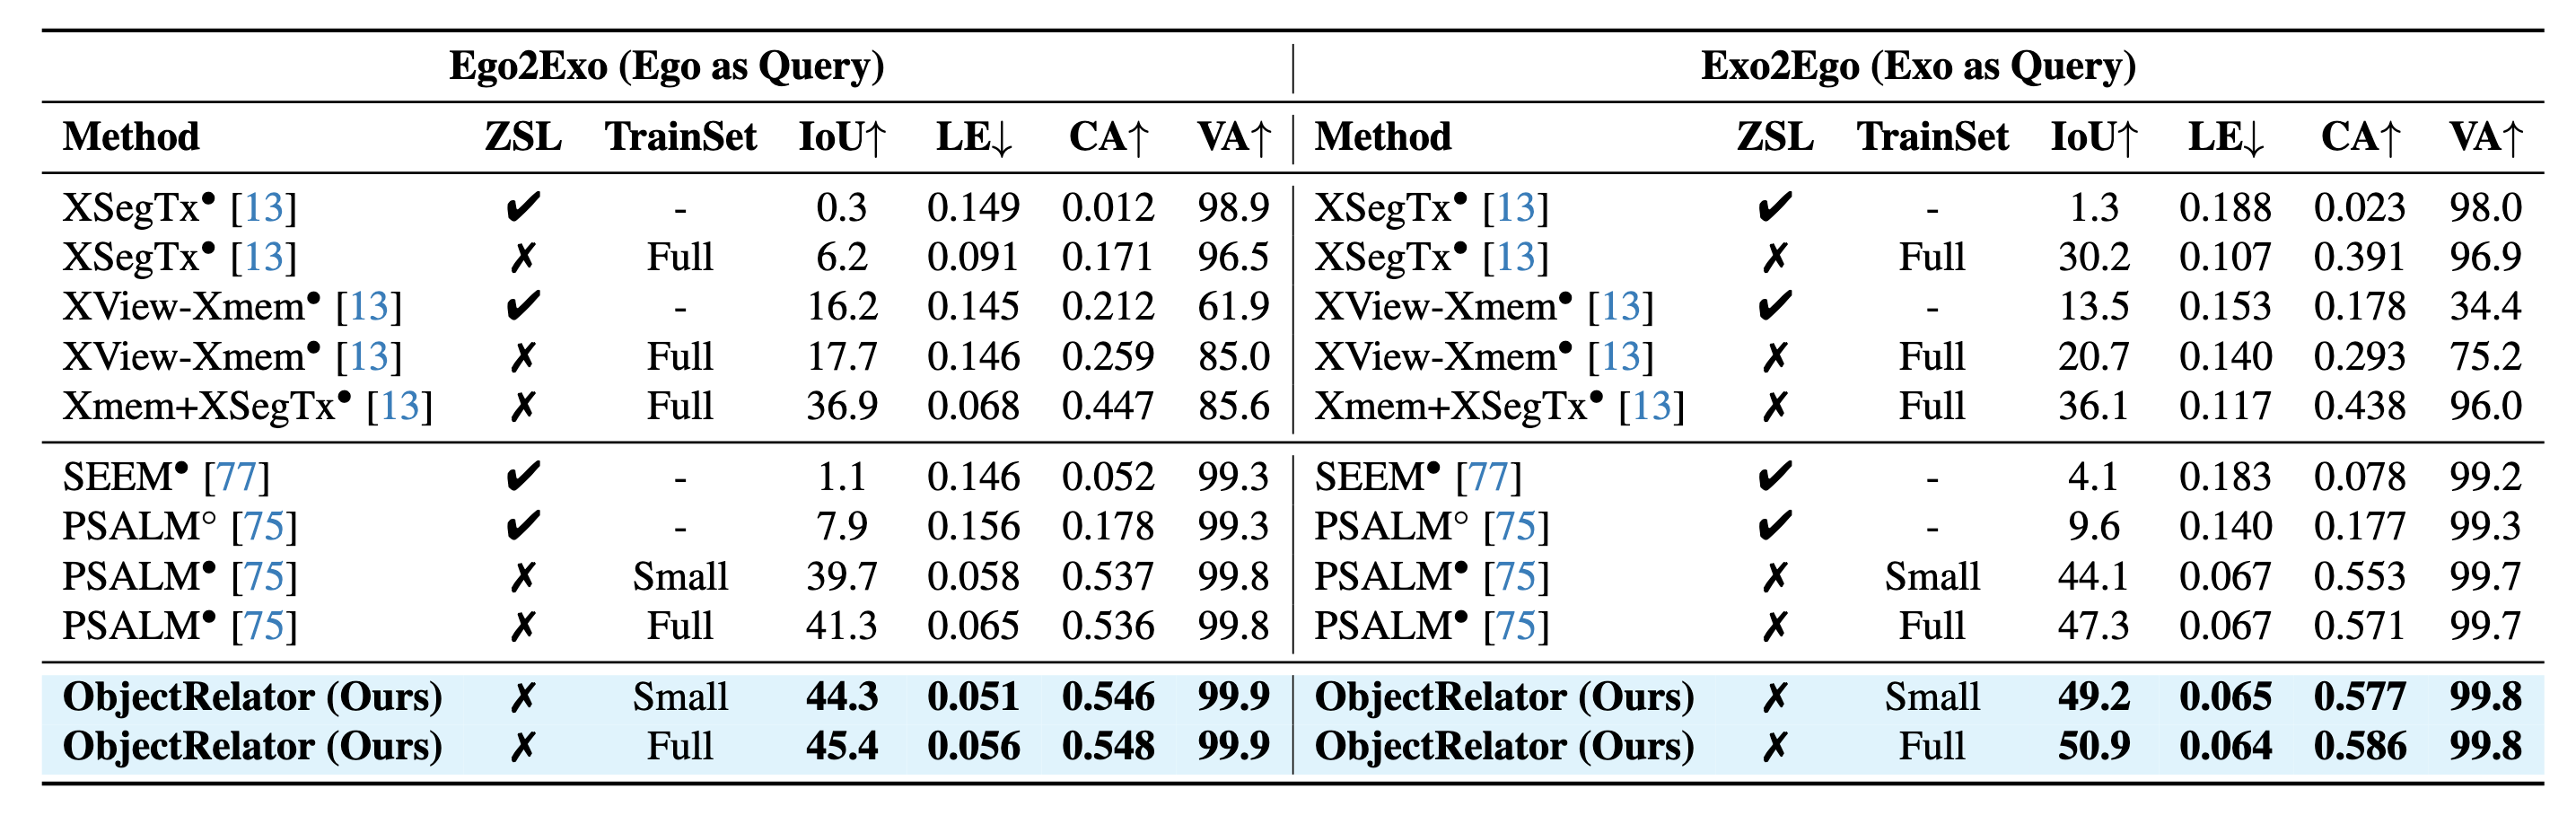 Ego2Exo (Ego as Query) Exo2Ego (Exo as Query)
Method ZSL TrainSet IoU↑ LE↓ CA↑ VA↑ Method ZSL TrainSet IoU↑ LE↓ CA↑ VA↑
XSegTx• [13] ✔ - 0.3 0.149 0.012 98.9 XSegTx• [13] ✔ - 1.3 0.188 0.023 98.0
XSegTx• [13] ✗ Full 6.2 0.091 0.171 96.5 XSegTx• [13] ✗ Full 30.2 0.107 0.391 96.9
XView-Xmem• [13] ✔ - 16.2 0.145 0.212 61.9 XView-Xmem• [13] ✔ - 13.5 0.153 0.178 34.4
XView-Xmem• [13] ✗ Full 17.7 0.146 0.259 85.0 XView-Xmem• [13] ✗ Full 20.7 0.140 0.293 75.2
Xmem+XSegTx• [13] ✗ Full 36.9 0.068 0.447 85.6 Xmem+XSegTx• [13] ✗ Full 36.1 0.117 0.438 96.0
SEEM• [77] ✔ - 1.1 0.146 0.052 99.3 SEEM• [77] ✔ - 4.1 0.183 0.078 99.2
PSALM° [75] ✔ - 7.9 0.156 0.178 99.3 PSALM° [75] ✔ - 9.6 0.140 0.177 99.3
PSALM• [75] ✗ Small 39.7 0.058 0.537 99.8 PSALM• [75] ✗ Small 44.1 0.067 0.553 99.7
PSALM• [75] ✗ Full 41.3 0.065 0.536 99.8 PSALM• [75] ✗ Full 47.3 0.067 0.571 99.7
ObjectRelator (Ours) ✗ Small 44.3 0.051 0.546 99.9 ObjectRelator (Ours) ✗ Small 49.2 0.065 0.577 99.8
ObjectRelator (Ours) ✗ Full 45.4 0.056 0.548 99.9 ObjectRelator (Ours) ✗ Full 50.9 0.064 0.586 99.8